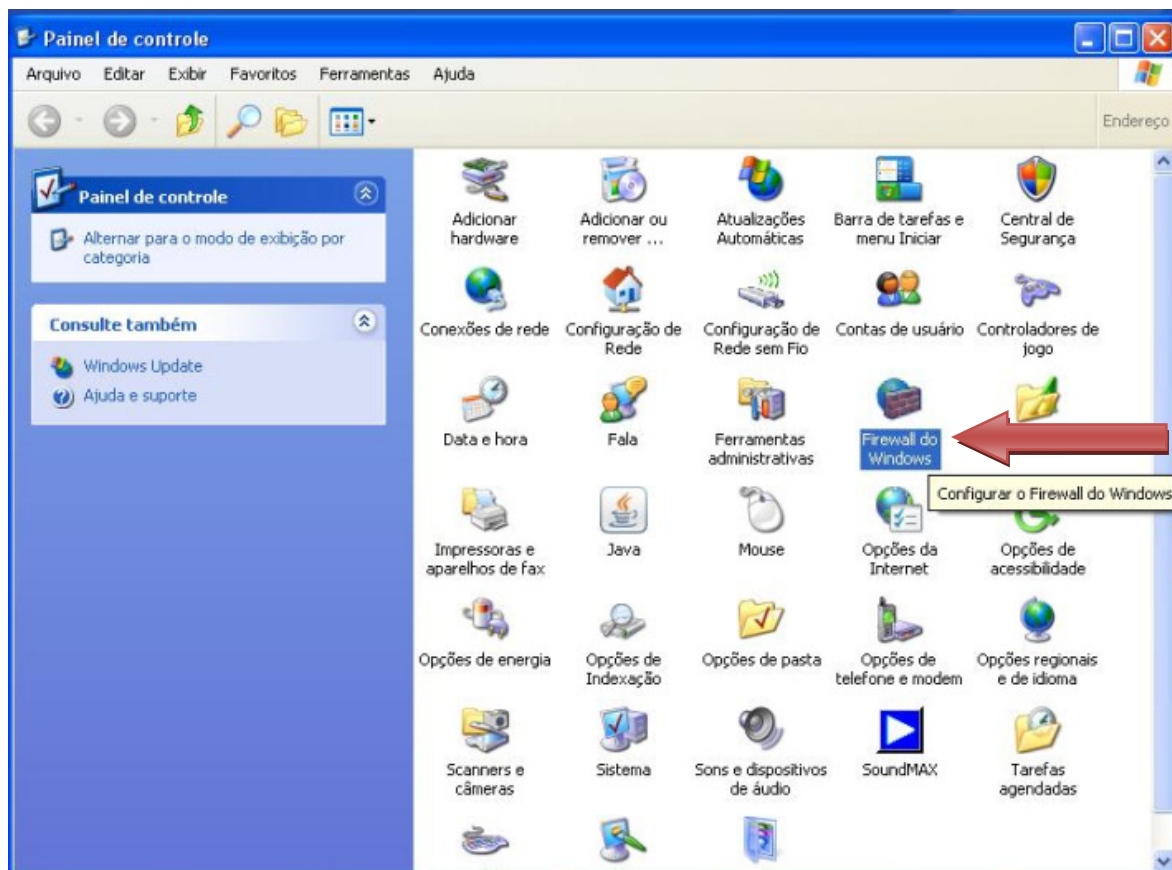 Painel de controle
Arquivo Editar Exibir Favoritos Ferramentas Ajuda
Endereço
Painel de controle
Alternar para o modo de exibição por
categoria
Consulte também
Windows Update
Ajuda e suporte
Adicionar
hardware
Adicionar ou
remover ...
Atualizações
Automáticas
Barra de tarefas e
menu Iniciar
Central de
Segurança
Conexões de rede
Configuração de
Rede
Configuração de
Rede sem Fio
Contas de usuário
Controladores de
jogo
Data e hora
Fala
Ferramentas
administrativas
Firewall do
Windows
Configurar o Firewall do Windows
Impressoras e
aparelhos de fax
Java
Mouse
Opções da
Internet
Opções de
acessibilidade
Opções de energia
Opções de
Indexação
Opções de pasta
Opções de
telefone e modem
Opções regionais
e de idioma
Scanners e
câmeras
Sistema
Sons e dispositivos
de áudio
SoundMAX
Tarefas
agendadas